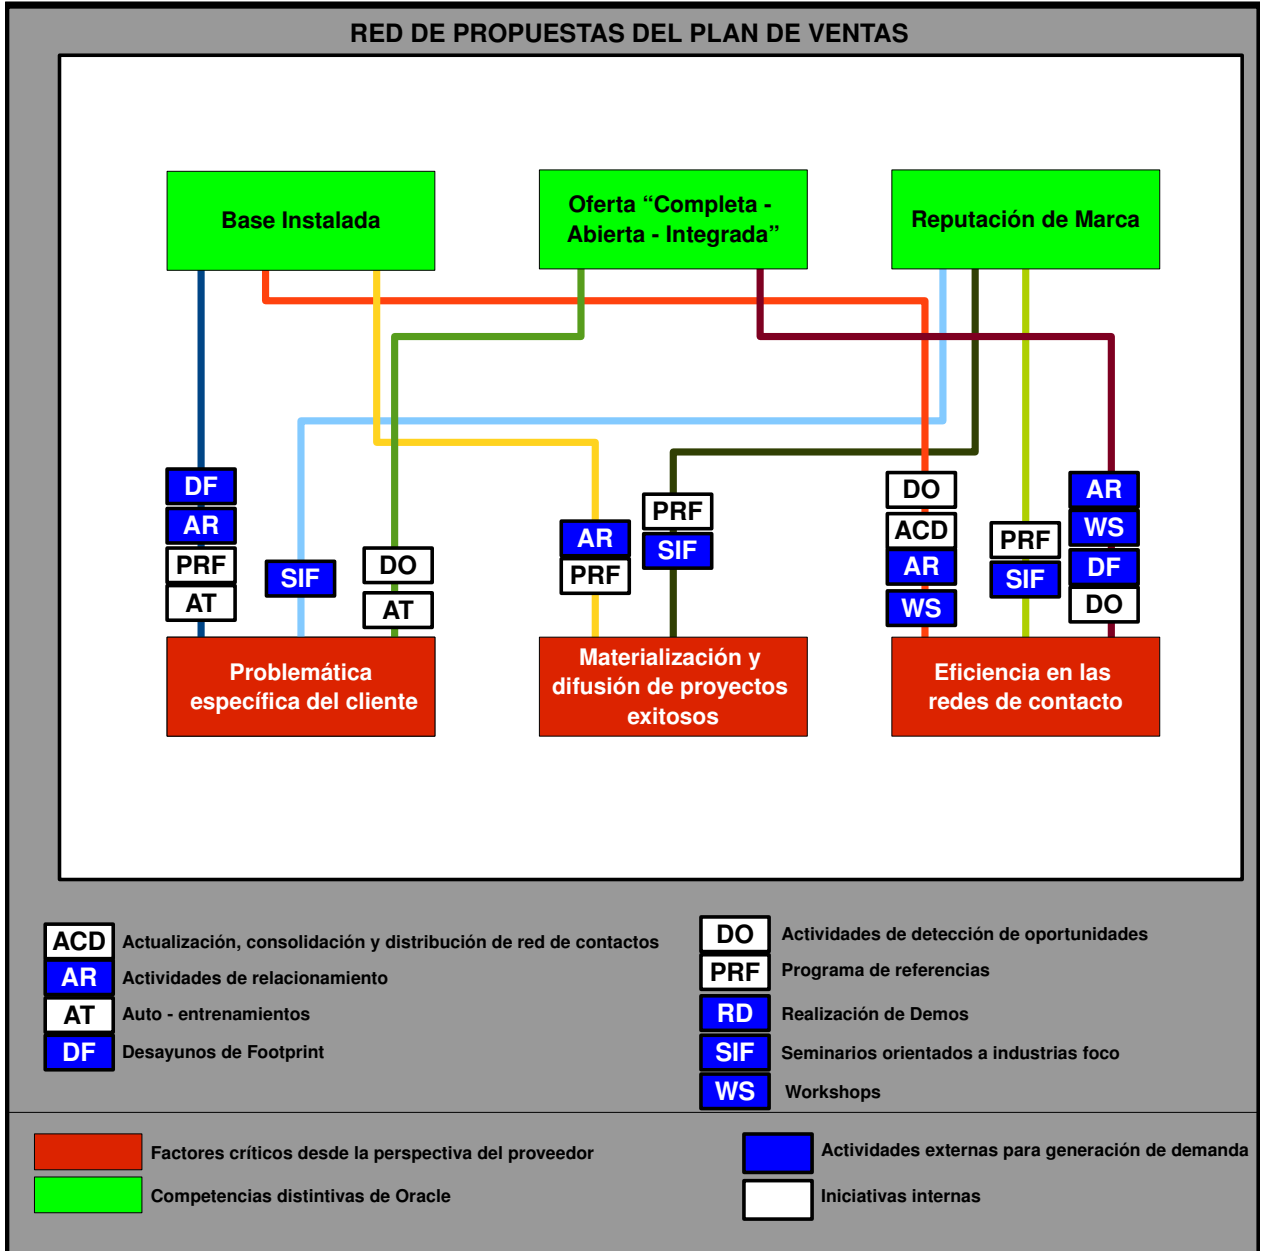 RED DE PROPUESTAS DEL PLAN DE VENTAS
Base Instalada
Oferta “Completa -
Abierta - Integrada”
Reputación de Marca
DF
AR
PRF
AT
SIF
DO
AT
AR
PRF
PRF
SIF
DO
ACD
AR
WS
PRF
SIF
AR
WS
DF
DO
Problemática
específica del cliente
Materialización y
difusión de proyectos
exitosos
Eficiencia en las
redes de contacto
ACD Actualización, consolidación y distribución de red de contactos
AR Actividades de relacionamiento
AT Auto - entrenamientos
DF Desayunos de Footprint
DO Actividades de detección de oportunidades
PRF Programa de referencias
RD Realización de Demos
SIF Seminarios orientados a industrias foco
WS Workshops
Factores críticos desde la perspectiva del proveedor
Competencias distintivas de Oracle
Actividades externas para generación de demanda
Iniciativas internas